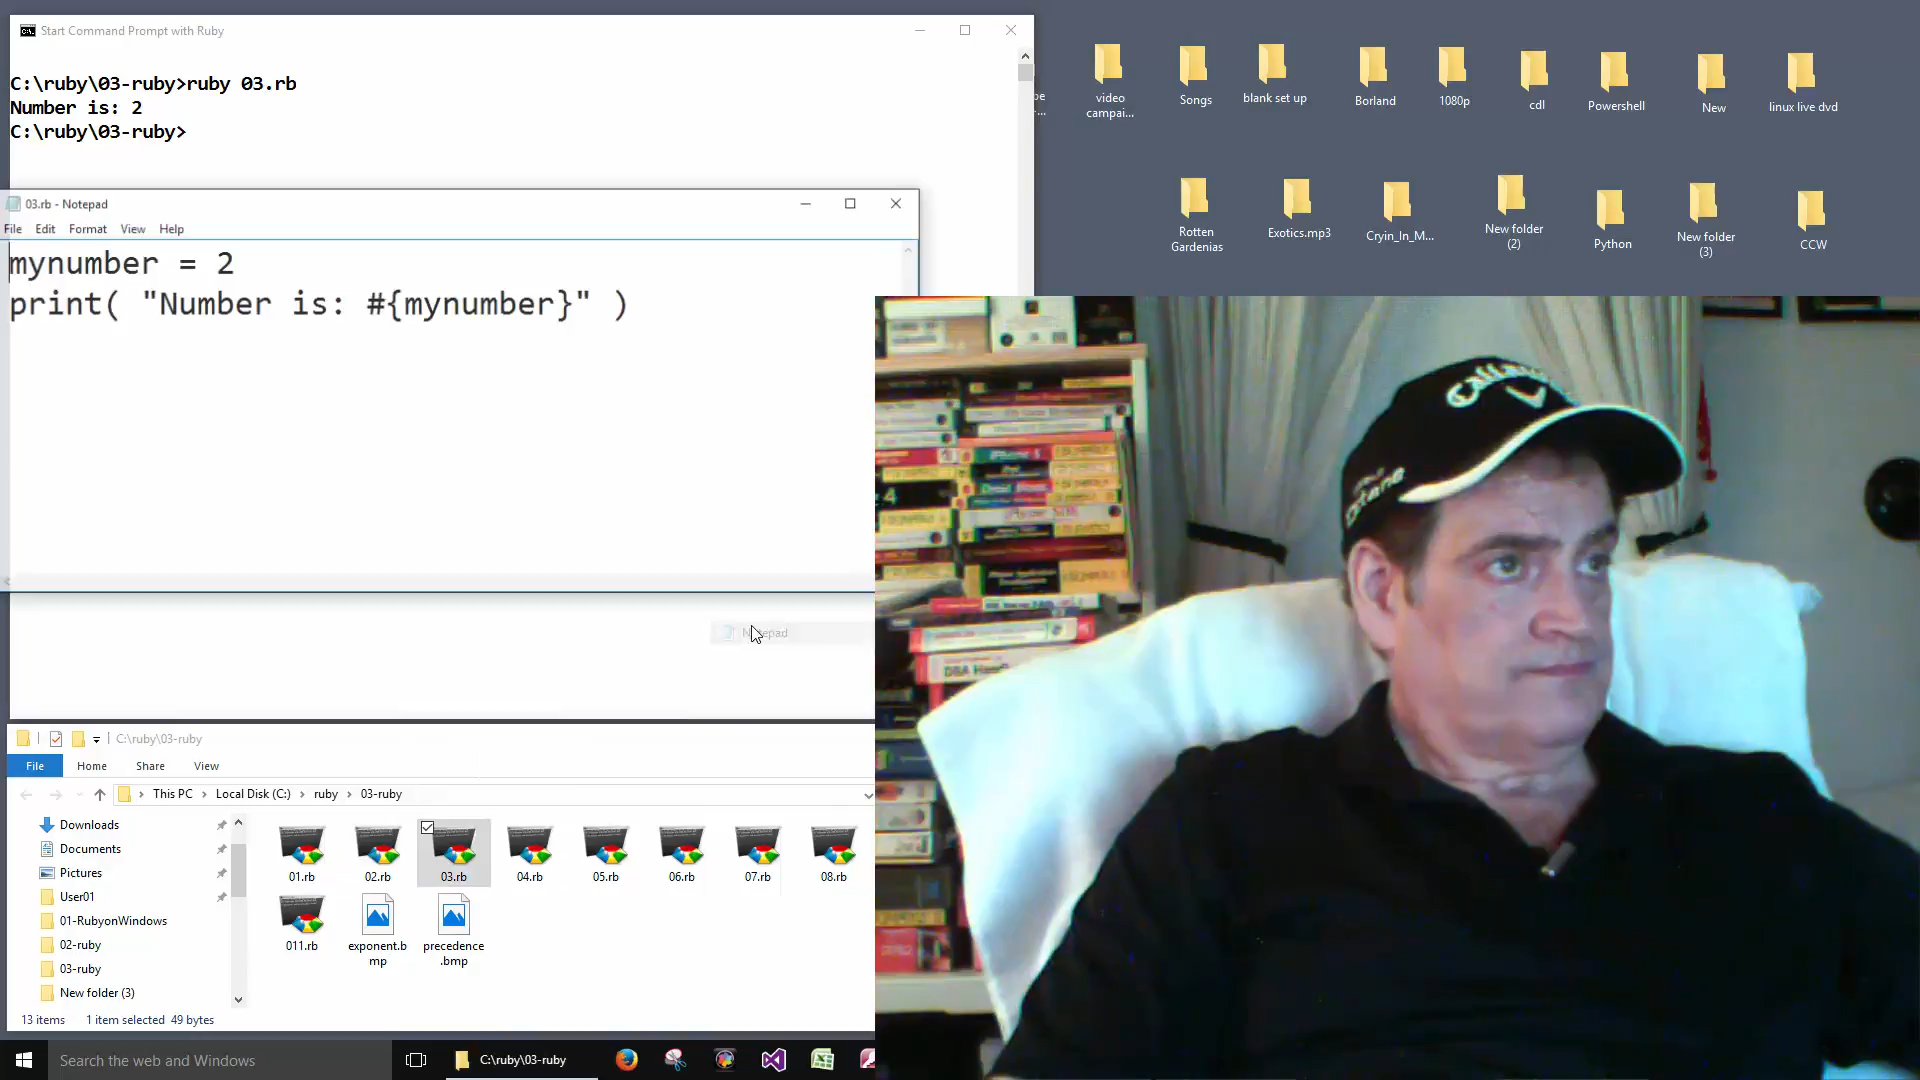 Start Command Prompt with Ruby
C:\ruby\03-ruby>ruby 03.rb
Number is: 2
C:\ruby\03-ruby>
03.rb - Notepad
File Edit Format View Help
mynumber = 2
print( "Number is: #{mynumber}" )
Notepad
video campai...
Songs
blank set up
Borland
1080p
cdl
Powershell
New
linux live dvd
Rotten Gardenias
Exotics.mp3
Cryin_In_M...
New folder (2)
Python
New folder (3)
CCW
Callaway
C:\ruby\03-ruby
File Home Share View
This PC > Local Disk (C:) > ruby > 03-ruby
Downloads
Documents
Pictures
User01
01-RubyonWindows
02-ruby
03-ruby
New folder (3)
01.rb
02.rb
03.rb
04.rb
05.rb
06.rb
07.rb
08.rb
011.rb
exponent.bmp
precedence.bmp
13 items 1 item selected 49 bytes
Search the web and Windows
C:\ruby\03-ruby